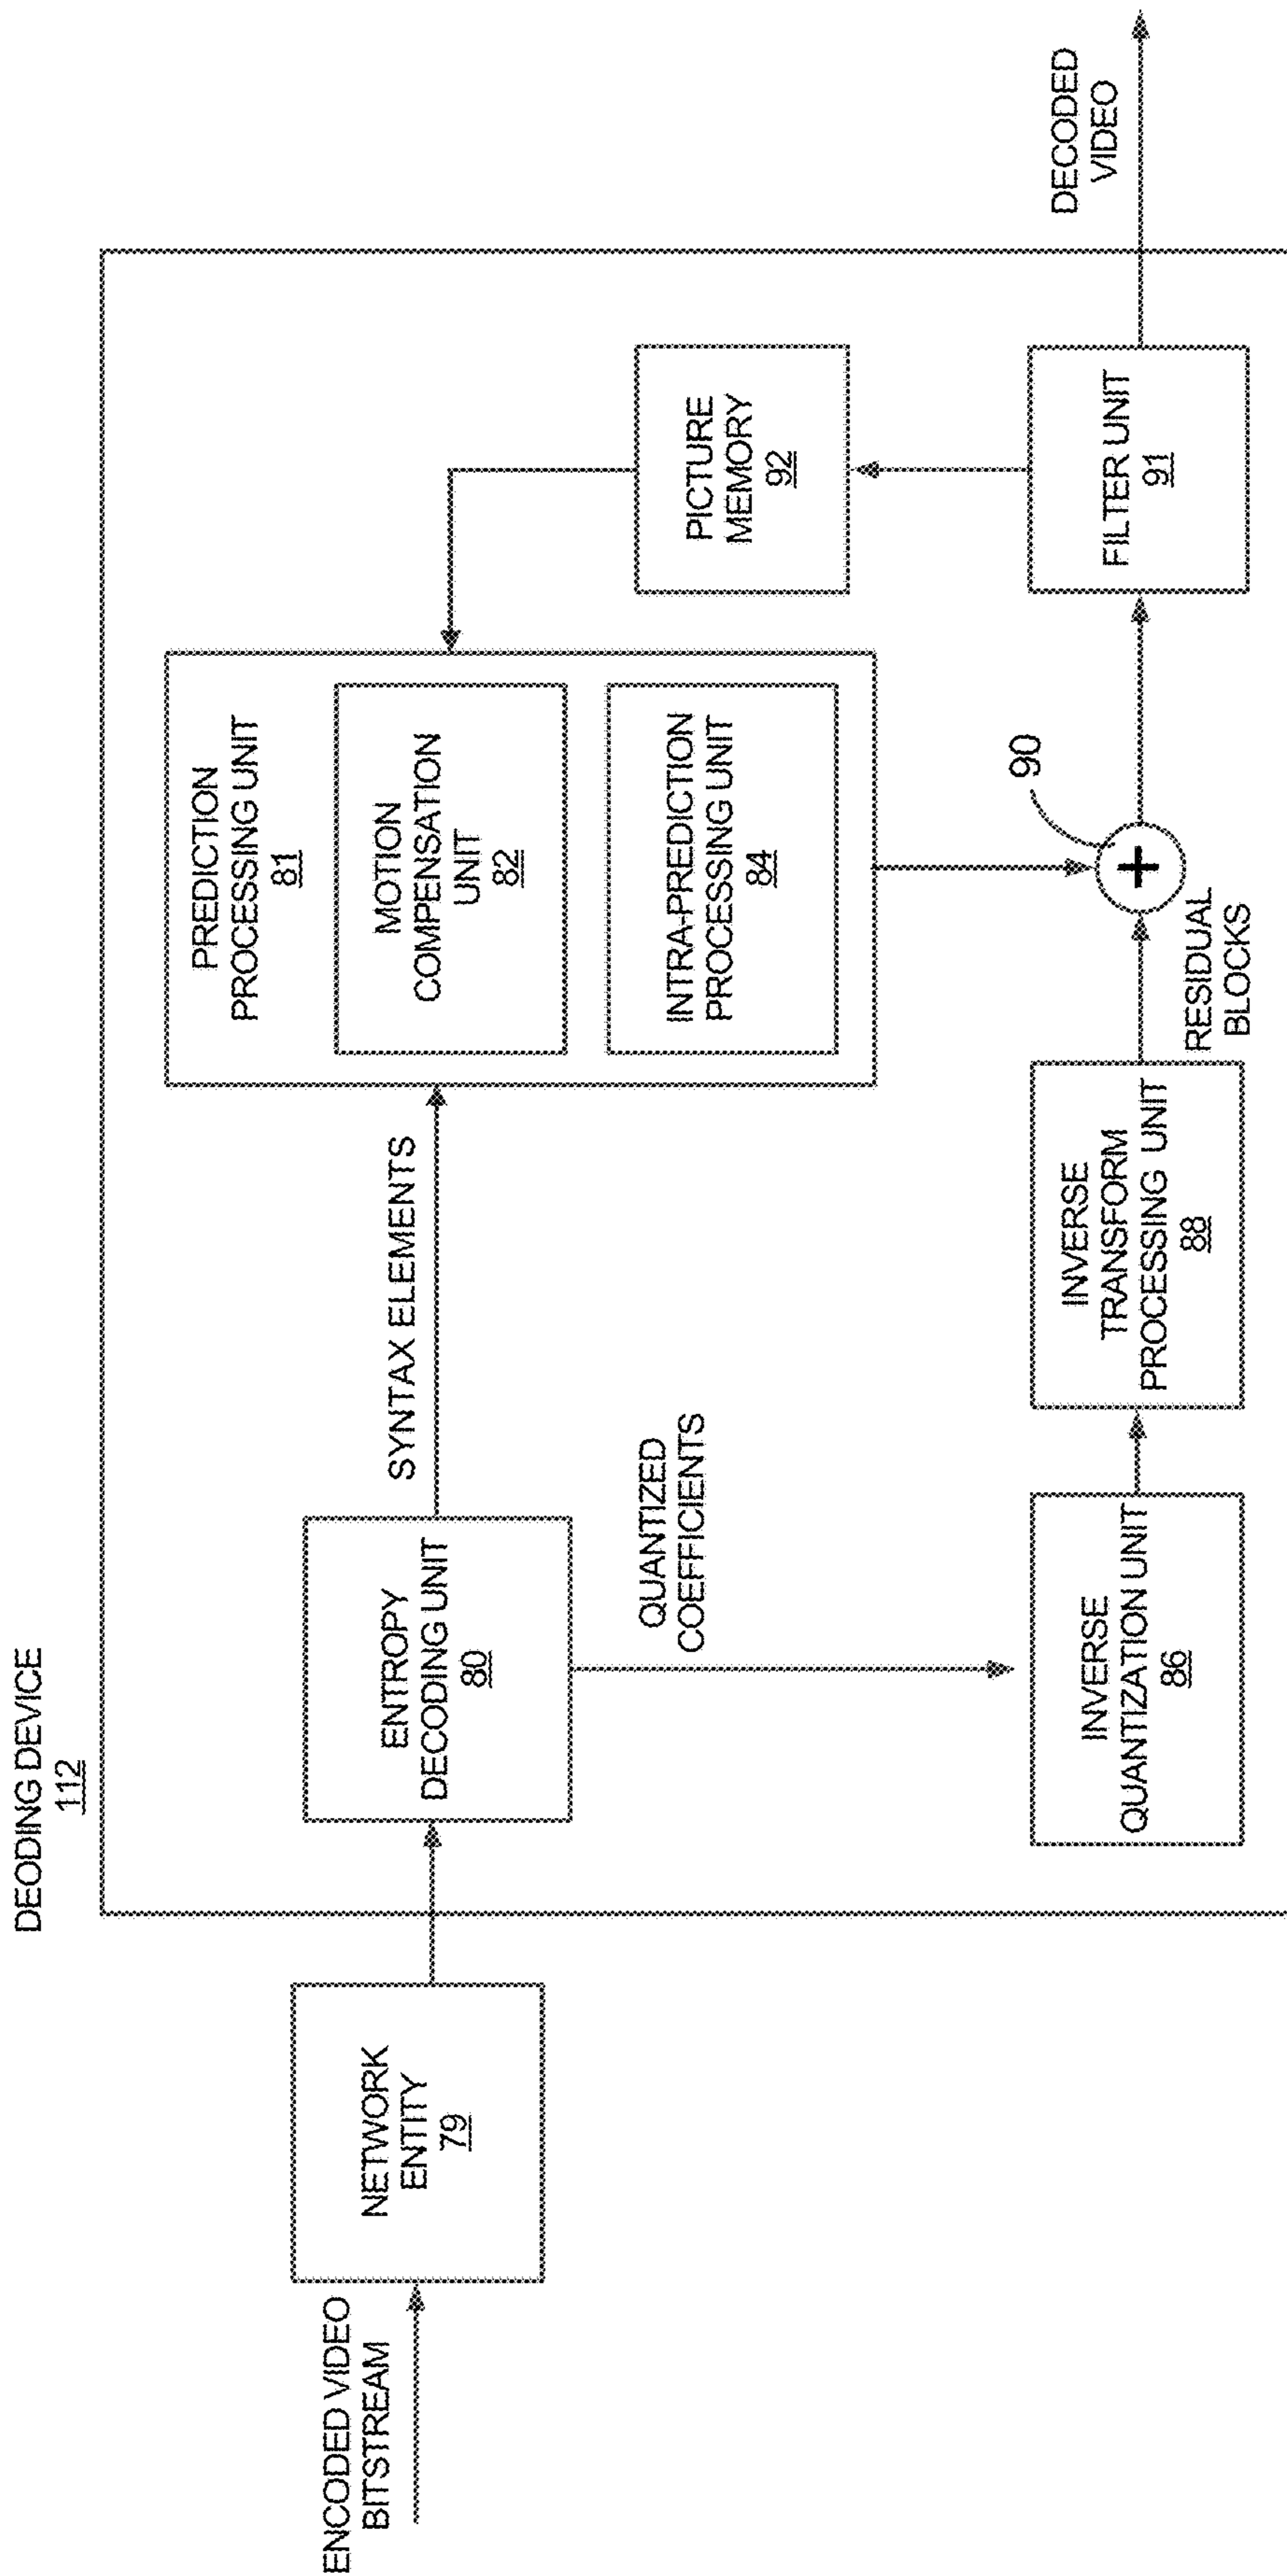 DEODING DEVICE
112
ENCODED VIDEO
BITSTREAM
NETWORK
ENTITY
79
ENTROPY
DECODING UNIT
80
SYNTAX ELEMENTS
QUANTIZED
COEFFICIENTS
PREDICTION
PROCESSING UNIT
81
MOTION
COMPENSATION
UNIT
82
INTRA-PREDICTION
PROCESSING UNIT
84
PICTURE
MEMORY
92
INVERSE
QUANTIZATION UNIT
86
INVERSE
TRANSFORM
PROCESSING UNIT
88
RESIDUAL
BLOCKS
90
+
FILTER UNIT
91
DECODED
VIDEO